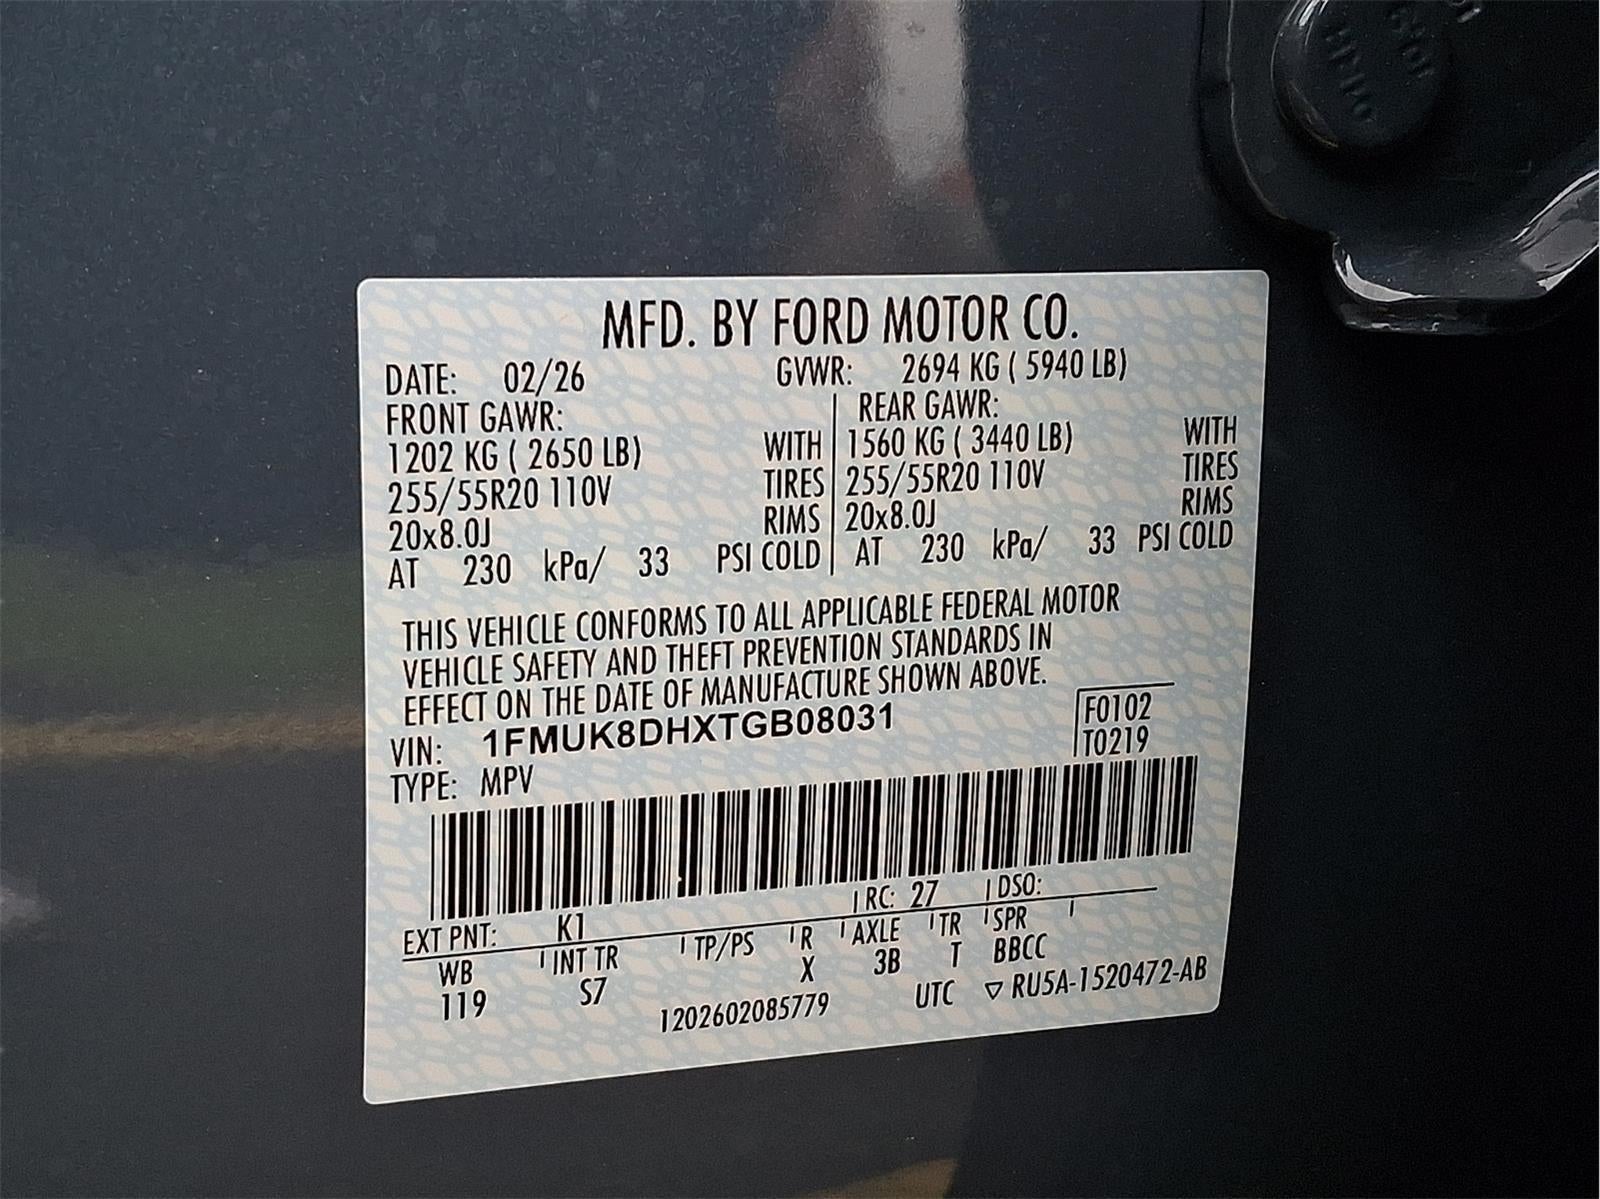 MFD. BY FORD MOTOR CO.
DATE: 02/26 GVWR: 2694 KG ( 5940 LB)
FRONT GAWR: REAR GAWR:
1202 KG ( 2650 LB) WITH 1560 KG ( 3440 LB) WITH
255/55R20 110V TIRES 255/55R20 110V TIRES
20x8.0J RIMS 20x8.0J RIMS
AT 230 kPa/ 33 PSI COLD AT 230 kPa/ 33 PSI COLD
THIS VEHICLE CONFORMS TO ALL APPLICABLE FEDERAL MOTOR
VEHICLE SAFETY AND THEFT PREVENTION STANDARDS IN
EFFECT ON THE DATE OF MANUFACTURE SHOWN ABOVE.
VIN: 1FMUK8DHXTGB08031 F0102
TYPE: MPV T0219
EXT PNT: K1 RC: 27 DSO:
WB INT TR TP/PS R AXLE TR SPR
119 S7 X 3B T BBCC
1202602085779 UTC ▽ RU5A-1520472-AB